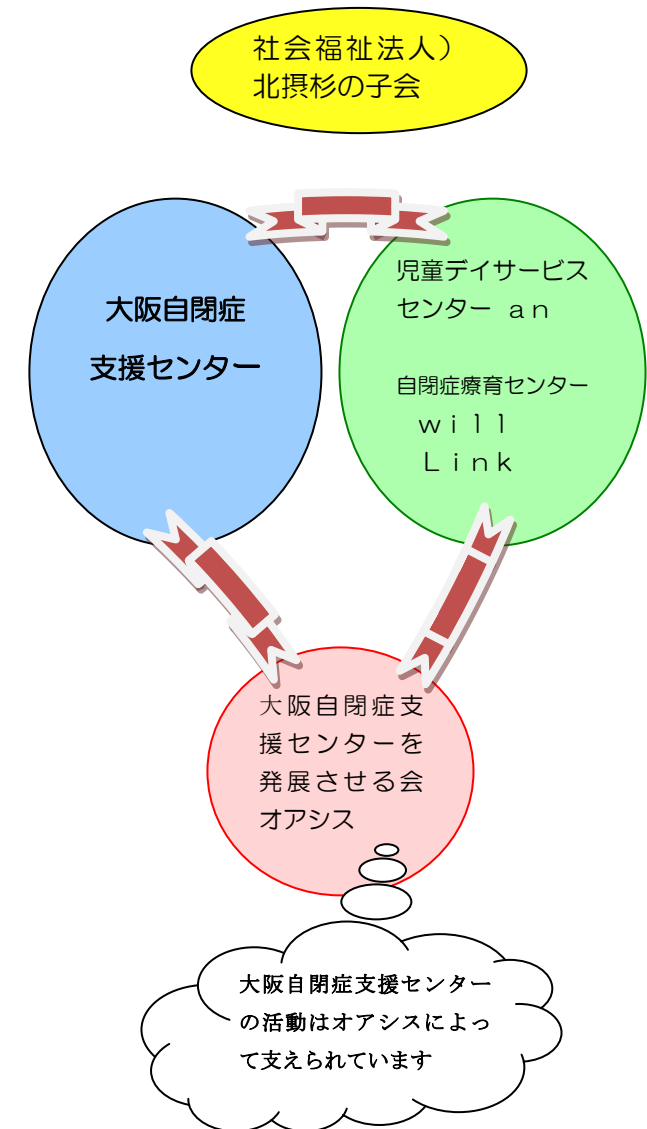 社会福祉法人）
北摂杉の子会
大阪自閉症
支援センター
児童デイサービス
センター ａｎ
自閉症療育センター
ｗｉｌｌ
Ｌｉｎｋ
大阪自閉症支
援センターを
発展させる会
オアシス
大阪自閉症支援センター
の活動はオアシスによっ
て支えられています